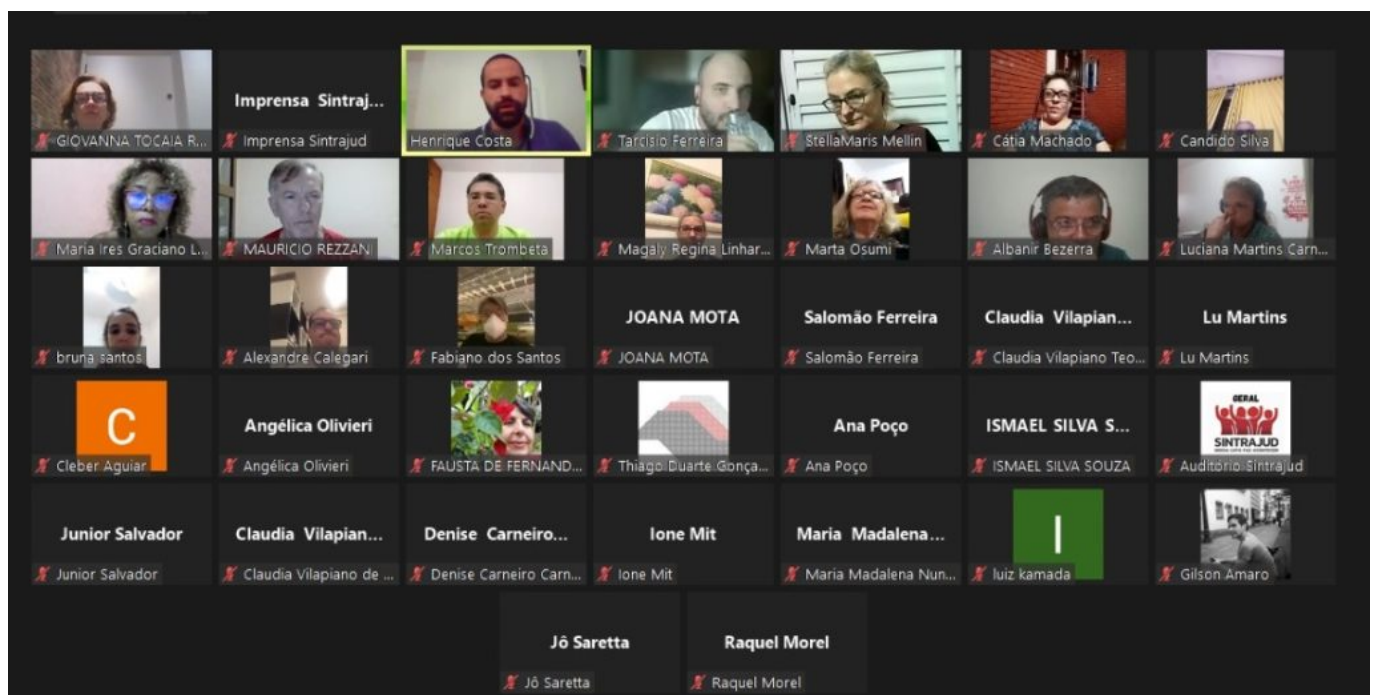 GIOVANNA TOCAIA R...
Imprensa Sintraj...
Imprensa Sintrajud
Henrique Costa
Tarcisio Ferreira
StellaMaris Mellin
Cátia Machado
Candido Silva
Maria Ires Graciano L...
MAURICIO REZZANI
Marcos Trombeta
Magaly Regina Linhar...
Marta Osumi
Albanir Bezerra
Luciana Martins Carn...
bruna santos
Alexandre Calegari
Fabiano dos Santos
JOANA MOTA
JOANA MOTA
Salomão Ferreira
Salomão Ferreira
Claudia Vilapian...
Claudia Vilapiano Teo...
Lu Martins
Lu Martins
C
Cleber Aguiar
Angélica Olivieri
Angélica Olivieri
FAUSTA DE FERNAND...
Thiago Duarte Gonça...
Ana Poço
Ana Poço
ISMAEL SILVA S...
ISMAEL SILVA SOUZA
GERAL
SINTRAJUD
Auditório Sintrajud
Junior Salvador
Junior Salvador
Claudia Vilapian...
Claudia Vilapiano de ...
Denise Carneiro...
Denise Carneiro Carn...
Ione Mit
Ione Mit
Maria Madalena...
Maria Madalena Nun...
l
luiz kamada
Gilson Amaro
Jô Saretta
Jô Saretta
Raquel Morel
Raquel Morel